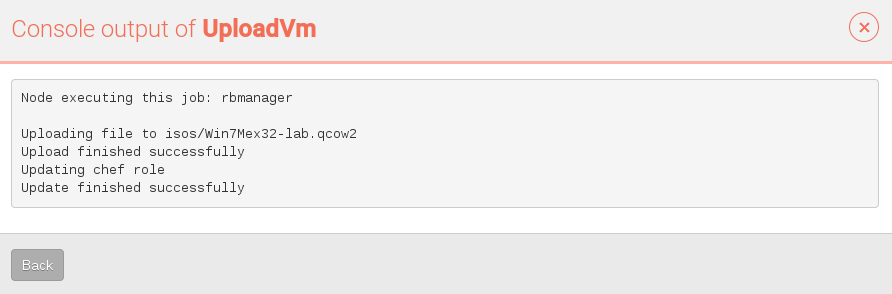 Console output of UploadVm
Node executing this job: rbmanager
Uploading file to isos/Win7Mex32-lab.qcow2
Upload finished successfully
Updating chef role
Update finished successfully
Back